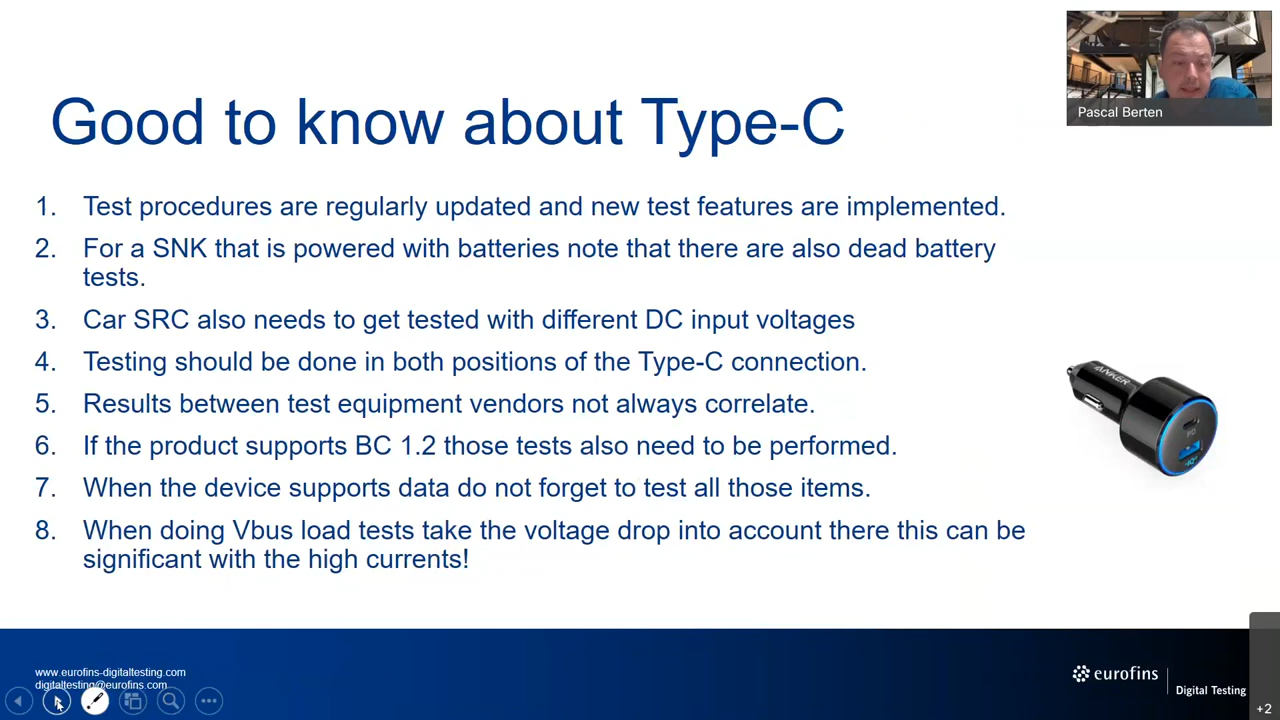 Pascal Berten
Good to know about Type-C
1. Test procedures are regularly updated and new test features are implemented.
2. For a SNK that is powered with batteries note that there are also dead battery
tests.
3. Car SRC also needs to get tested with different DC input voltages
4. Testing should be done in both positions of the Type-C connection.
5. Results between test equipment vendors not always correlate.
6. If the product supports BC 1.2 those tests also need to be performed.
7. When the device supports data do not forget to test all those items.
8. When doing Vbus load tests take the voltage drop into account there this can be
significant with the high currents!
ANKER
PD
www.eurofins-digitaltesting.com
digitaltesting@eurofins.com
eurofins
Digital Testing
+2